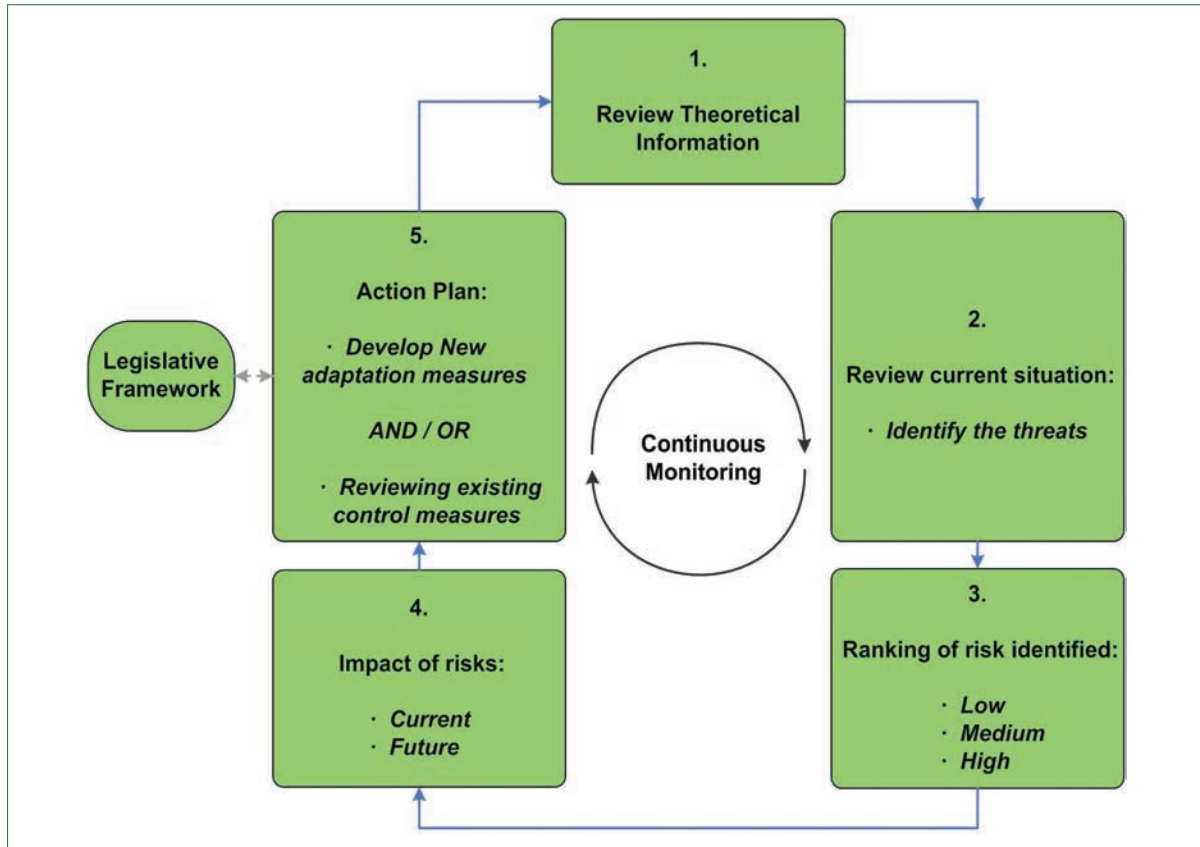 1.
Review Theoretical
Information
2.
Review current situation:
· Identify the threats
3.
Ranking of risk identified:
· Low
· Medium
· High
4.
Impact of risks:
· Current
· Future
5.
Action Plan:
· Develop New
adaptation measures
AND / OR
· Reviewing existing
control measures
Legislative
Framework
Continuous
Monitoring